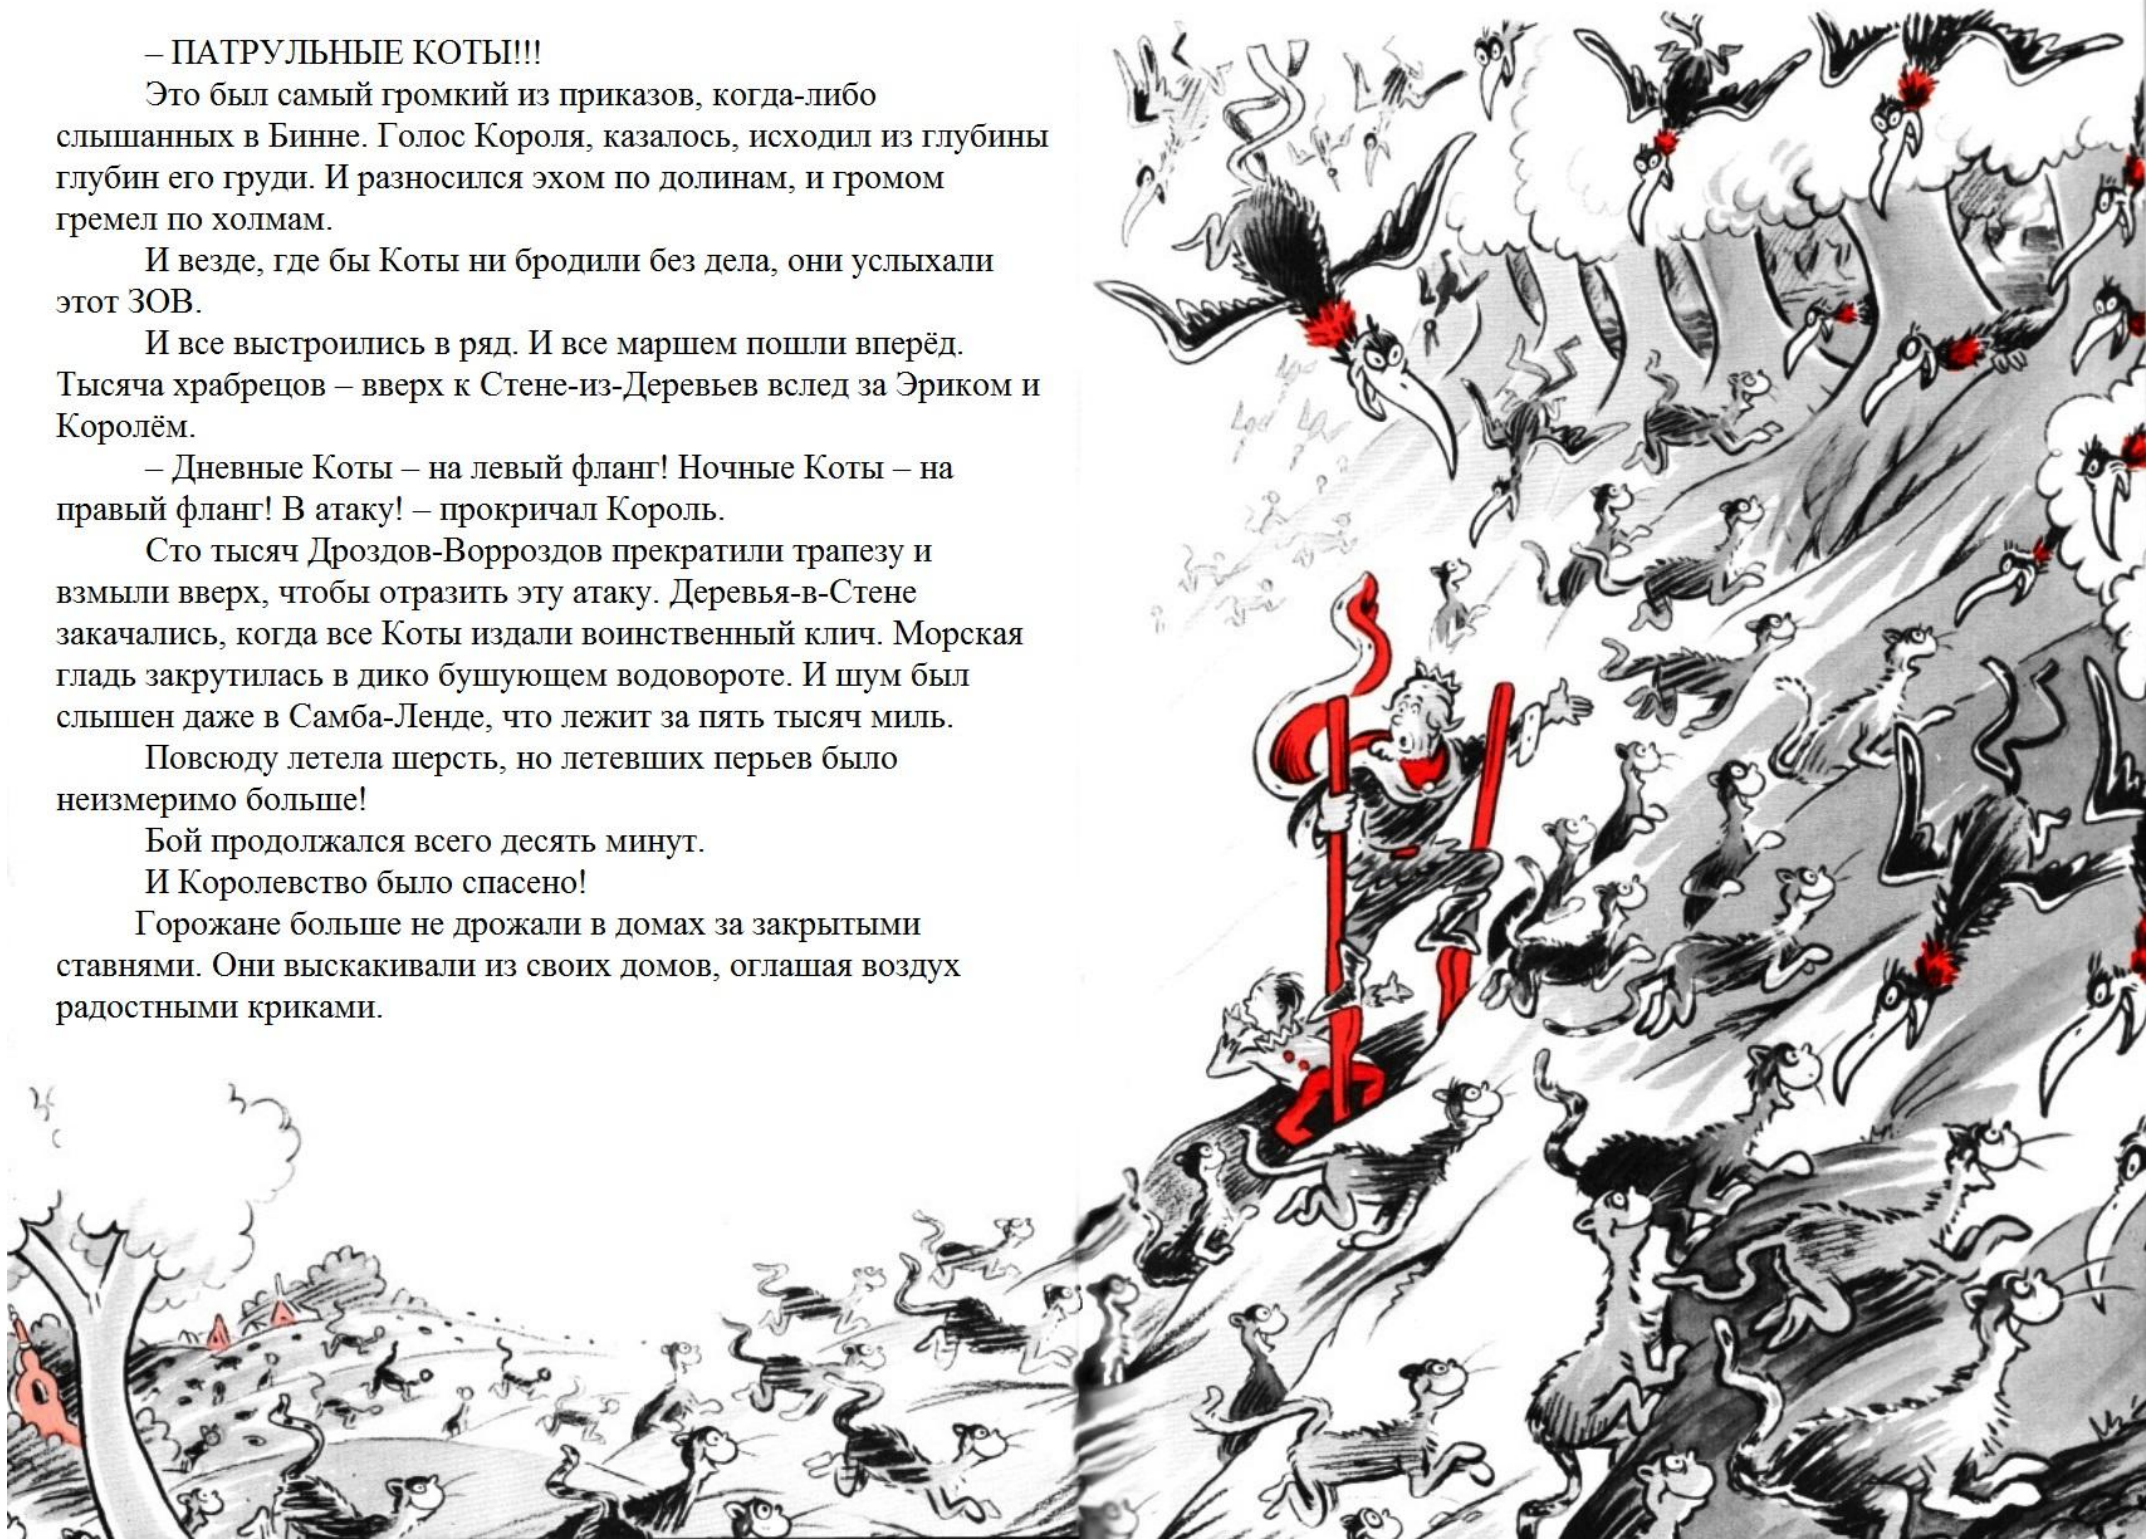 – ПАТРУЛЬНЫЕ КОТЫ!!!
Это был самый громкий из приказов, когда-либо
слышанных в Бинне. Голос Короля, казалось, исходил из глубины
глубин его груди. И разносился эхом по долинам, и громом
гремел по холмам.
И везде, где бы Коты ни бродили без дела, они услыхали
этот ЗОВ.
И все выстроились в ряд. И все маршем пошли вперёд.
Тысяча храбрецов – вверх к Стене-из-Деревьев вслед за Эриком и
Королём.
– Дневные Коты – на левый фланг! Ночные Коты – на
правый фланг! В атаку! – прокричал Король.
Сто тысяч Дроздов-Ворроздов прекратили трапезу и
взмыли вверх, чтобы отразить эту атаку. Деревья-в-Стене
закачались, когда все Коты издали воинственный клич. Морская
гладь закрутилась в дико бушующем водовороте. И шум был
слышен даже в Самба-Ленде, что лежит за пять тысяч миль.
Повсюду летела шерсть, но летевших перьев было
неизмеримо больше!
Бой продолжался всего десять минут.
И Королевство было спасено!
Горожане больше не дрожали в домах за закрытыми
ставнями. Они выскакивали из своих домов, оглашая воздух
радостными криками.